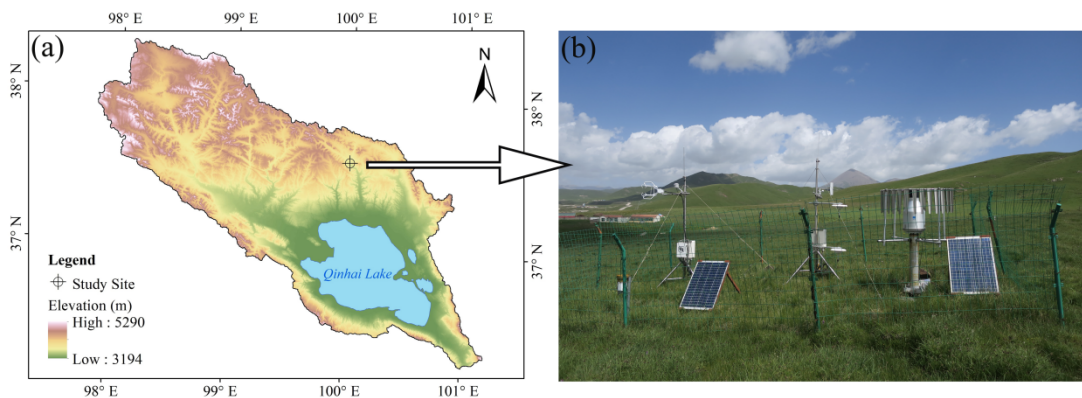 98° E 99° E 100° E 101° E
(a)
N
38° N
38° N
37° N
37° N
Qinhai Lake
Legend
Study Site
Elevation (m)
High : 5290
Low : 3194
98° E 99° E 100° E 101° E
(b)